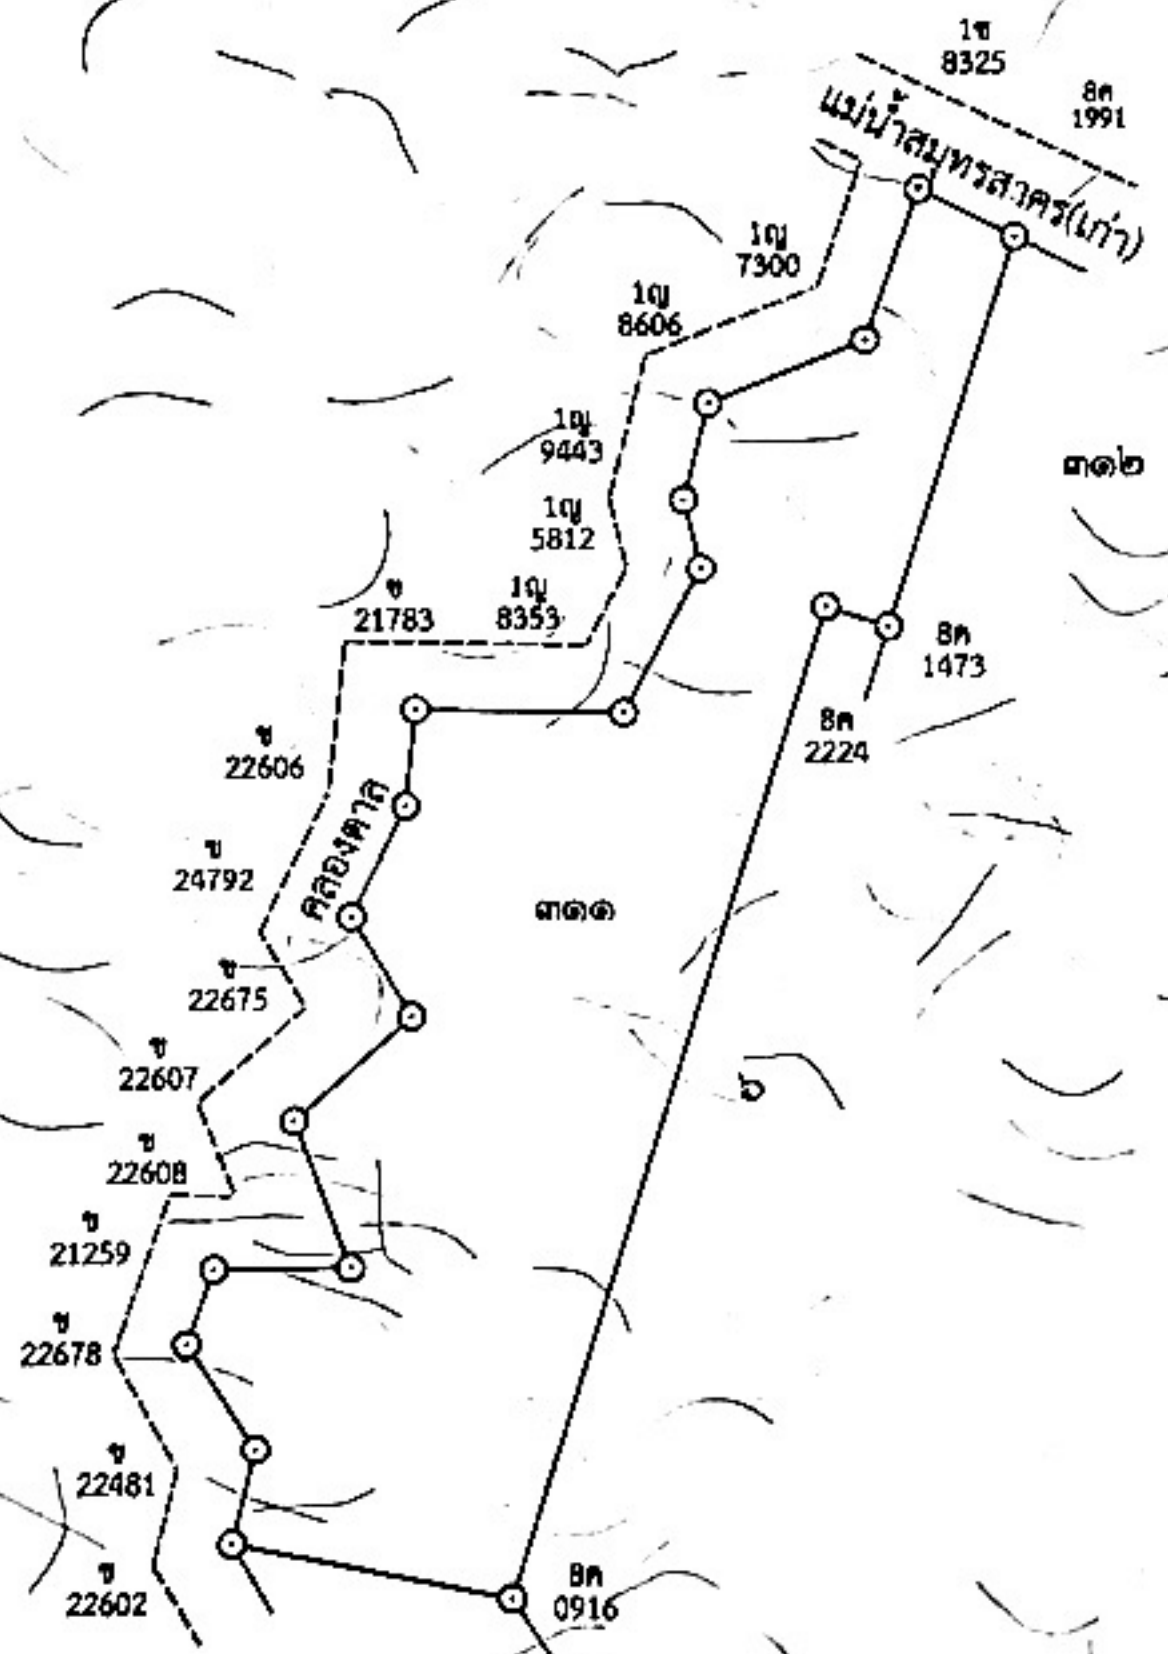 1ช
8325
8ค
1991
แม่น้ำสมุทรสาคร(เก่า)
1ญ
7300
1ญ
8606
1ญ
9443
๓๑๒
1ญ
5812
ข
21783
1ญ
8353
8ค
1473
8ค
2224
ข
22606
คลองตาล
ข
24792
๓๑๑
ข
22675
ข
22607
๖
ข
22608
ข
21259
ข
22678
ข
22481
ข
22602
8ค
0916